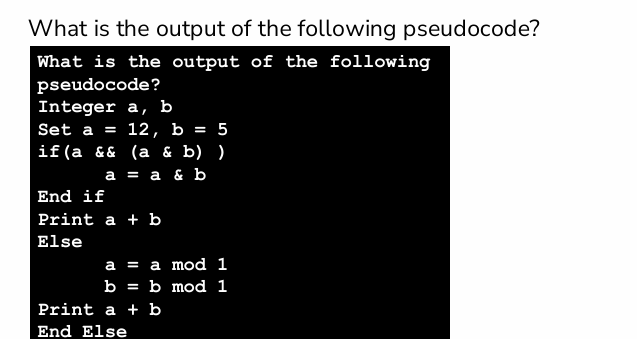 What is the output of the following pseudocode?
What is the output of the following
pseudocode?
Integer a, b
Set a = 12, b = 5
if(a && (a & b) )
a = a & b
End if
Print a + b
Else
a = a mod 1
b = b mod 1
Print a + b
End Else